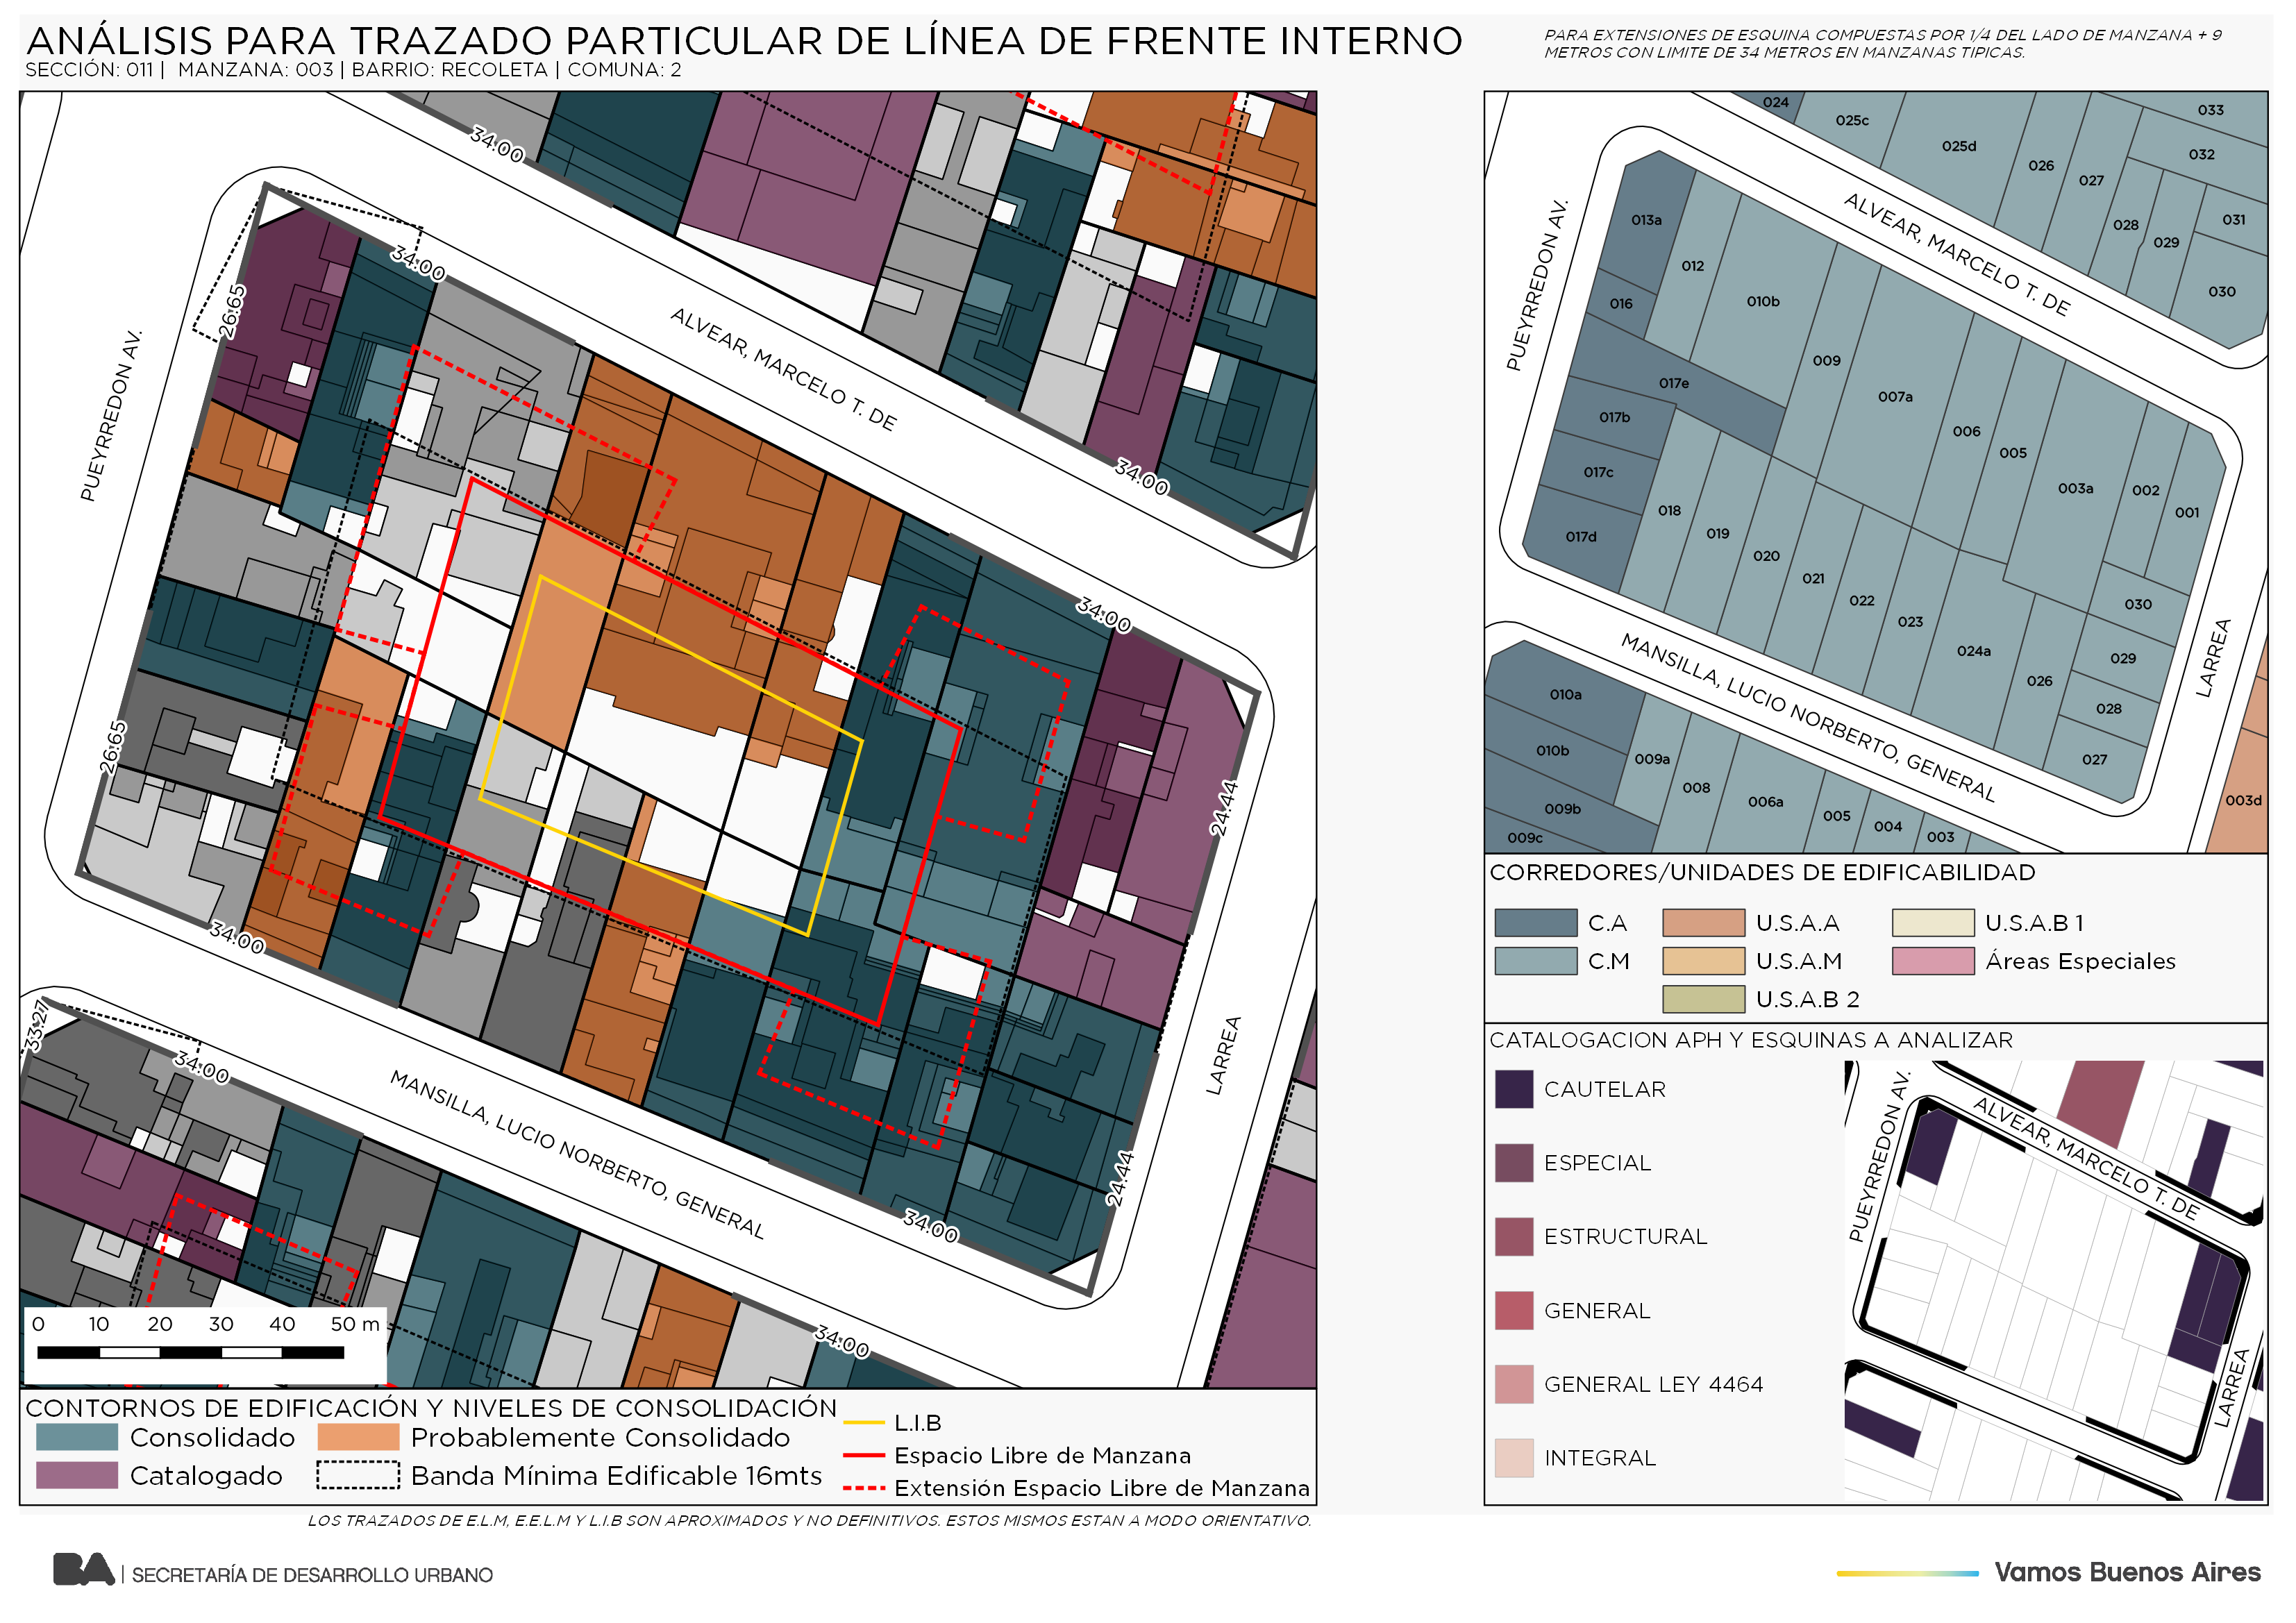 ANÁLISIS PARA TRAZADO PARTICULAR DE LÍNEA DE FRENTE INTERNO
SECCIÓN: 011 | MANZANA: 003 | BARRIO: RECOLETA | COMUNA: 2
PARA EXTENSIONES DE ESQUINA COMPUESTAS POR 1/4 DEL LADO DE MANZANA + 9
METROS CON LIMITE DE 34 METROS EN MANZANAS TIPICAS.
34.00
34.00
26.65
PUEYRREDON AV.
ALVEAR, MARCELO T. DE
34.00
34.00
26.65
24.44
34.00
LARREA
33.27
34.00
MANSILLA, LUCIO NORBERTO, GENERAL
24.44
34.00
34.00
0 10 20 30 40 50 m
CONTORNOS DE EDIFICACIÓN Y NIVELES DE CONSOLIDACIÓN
Consolidado
Probablemente Consolidado
Catalogado
Banda Mínima Edificable 16mts
L.I.B
Espacio Libre de Manzana
Extensión Espacio Libre de Manzana
LOS TRAZADOS DE E.L.M, E.E.L.M Y L.I.B SON APROXIMADOS Y NO DEFINITIVOS. ESTOS MISMOS ESTAN A MODO ORIENTATIVO.
024
025c
025d
026
027
033
032
028
029
031
030
PUEYRREDON AV.
ALVEAR, MARCELO T. DE
013a
012
016
010b
009
007a
006
005
003a
002
001
017e
017b
017c
017d
018
019
020
021
022
023
024a
026
030
029
028
027
MANSILLA, LUCIO NORBERTO, GENERAL
LARREA
010a
010b
009a
009b
009c
008
006a
005
004
003
003d
CORREDORES/UNIDADES DE EDIFICABILIDAD
C.A
U.S.A.A
U.S.A.B 1
C.M
U.S.A.M
Áreas Especiales
U.S.A.B 2
CATALOGACION APH Y ESQUINAS A ANALIZAR
CAUTELAR
ESPECIAL
ESTRUCTURAL
GENERAL
GENERAL LEY 4464
INTEGRAL
PUEYRREDON AV.
ALVEAR, MARCELO T. DE
LARREA
BA | SECRETARÍA DE DESARROLLO URBANO
Vamos Buenos Aires